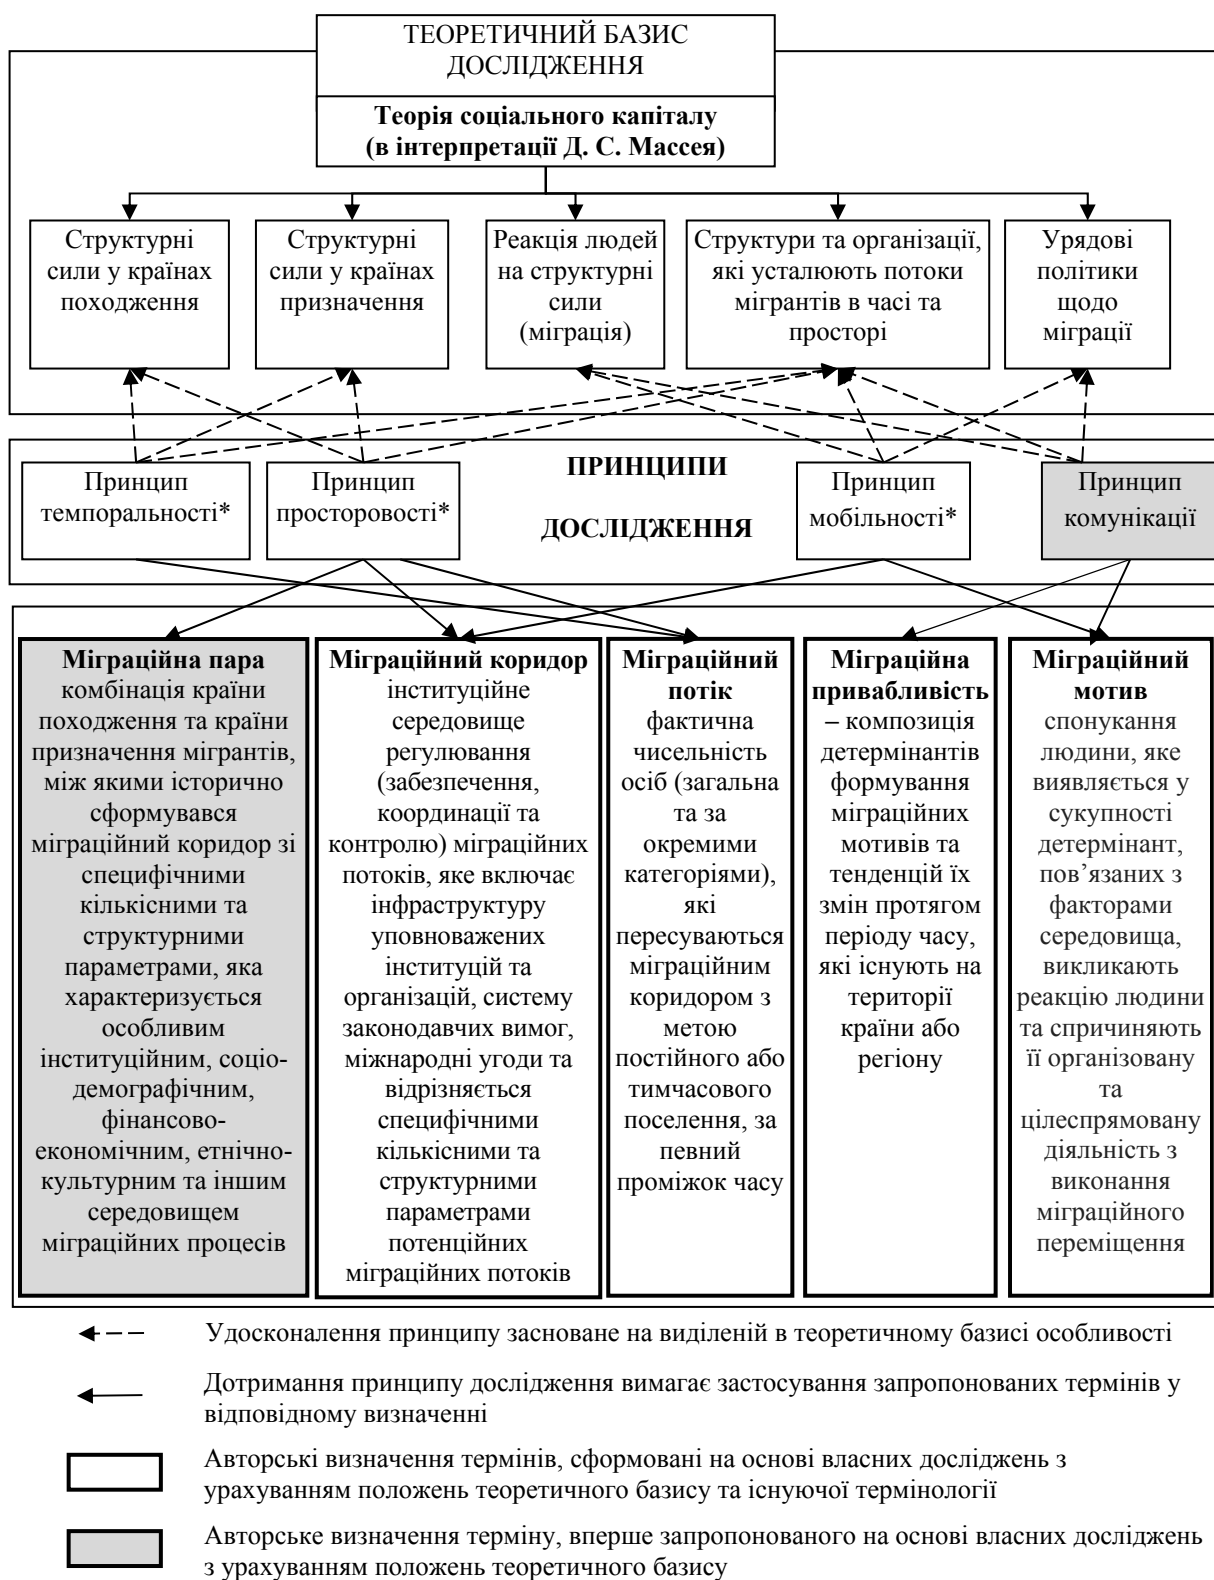 ТЕОРЕТИЧНИЙ БАЗИС
ДОСЛІДЖЕННЯ
Теорія соціального капіталу
(в інтерпретації Д. С. Массея)
Структурні
сили у країнах
походження
Структурні
сили у країнах
призначення
Реакція людей
на структурні
сили
(міграція)
Структури та організації,
які усталюють потоки
мігрантів в часі та
просторі
Урядові
політики
щодо
міграції
Принцип
темпоральності*
Принцип
просторовості*
ПРИНЦИПИ
ДОСЛІДЖЕННЯ
Принцип
мобільності*
Принцип
комунікації
Міграційна пара
комбінація країни
походження та країни
призначення мігрантів,
між якими історично
сформувався
міграційний коридор зі
специфічними
кількісними та
структурними
параметрами, яка
характеризується
особливим
інституційним, соціо-
демографічним,
фінансово-
економічним, етнічно-
культурним та іншим
середовищем
міграційних процесів
Міграційний коридор
інституційне
середовище
регулювання
(забезпечення,
координації та
контролю) міграційних
потоків, яке включає
інфраструктуру
уповноважених
інституцій та
організацій, систему
законодавчих вимог,
міжнародні угоди та
відрізняється
специфічними
кількісними та
структурними
параметрами
потенційних
міграційних потоків
Міграційний
потік
фактична
чисельність
осіб (загальна
та за
окремими
категоріями),
які
пересуваються
міграційним
коридором з
метою
постійного або
тимчасового
поселення, за
певний
проміжок часу
Міграційна
привабливість
– композиція
детермінантів
формування
міграційних
мотивів та
тенденцій їх
змін протягом
періоду часу,
які існують на
території
країни або
регіону
Міграційний
мотив
спонукання
людини, яке
виявляється у
сукупності
детермінант,
пов’язаних з
факторами
середовища,
викликають
реакцію людини
та спричиняють
її організовану
та
цілеспрямовану
діяльність з
виконання
міграційного
переміщення
Удосконалення принципу засноване на виділеній в теоретичному базисі особливості
Дотримання принципу дослідження вимагає застосування запропонованих термінів у
відповідному визначенні
Авторські визначення термінів, сформовані на основі власних досліджень з
урахуванням положень теоретичного базису та існуючої термінології
Авторське визначення терміну, вперше запропонованого на основі власних досліджень
з урахуванням положень теоретичного базису